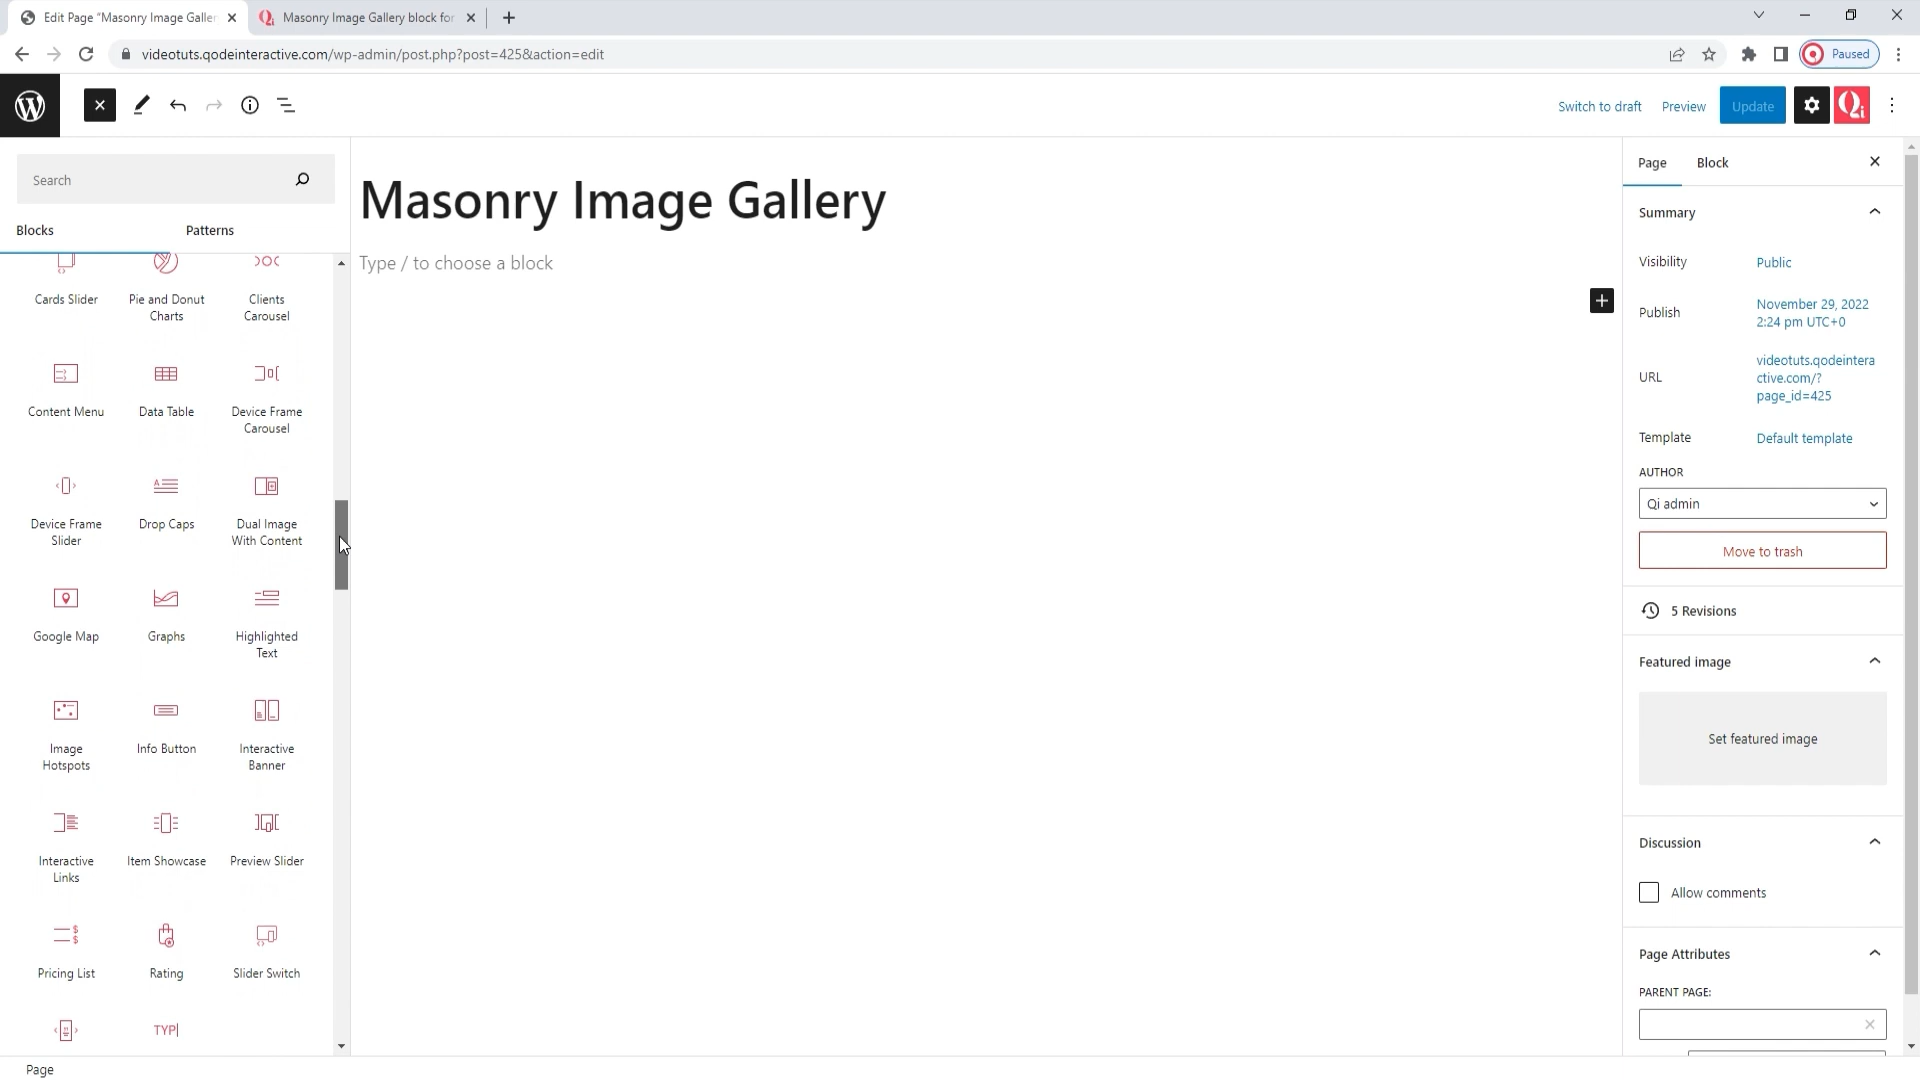 Edit Page "Masonry Image Galler
Masonry Image Gallery block for
videotuts.qodeinteractive.com/wp-admin/post.php?post=425&action=edit
Paused
Switch to draft
Preview
Update
Search
Blocks
Patterns
Cards Slider
Pie and Donut
Charts
Clients
Carousel
Content Menu
Data Table
Device Frame
Carousel
Device Frame
Slider
Drop Caps
Dual Image
With Content
Google Map
Graphs
Highlighted
Text
Image
Hotspots
Info Button
Interactive
Banner
Interactive
Links
Item Showcase
Preview Slider
Pricing List
Rating
Slider Switch
TYP
Masonry Image Gallery
Type / to choose a block
Page
Block
Summary
Visibility
Public
Publish
November 29, 2022
2:24 pm UTC+0
URL
videotuts.qodeintera
ctive.com/?
page_id=425
Template
Default template
AUTHOR
Qi admin
Move to trash
5 Revisions
Featured image
Set featured image
Discussion
Allow comments
Page Attributes
PARENT PAGE:
Page